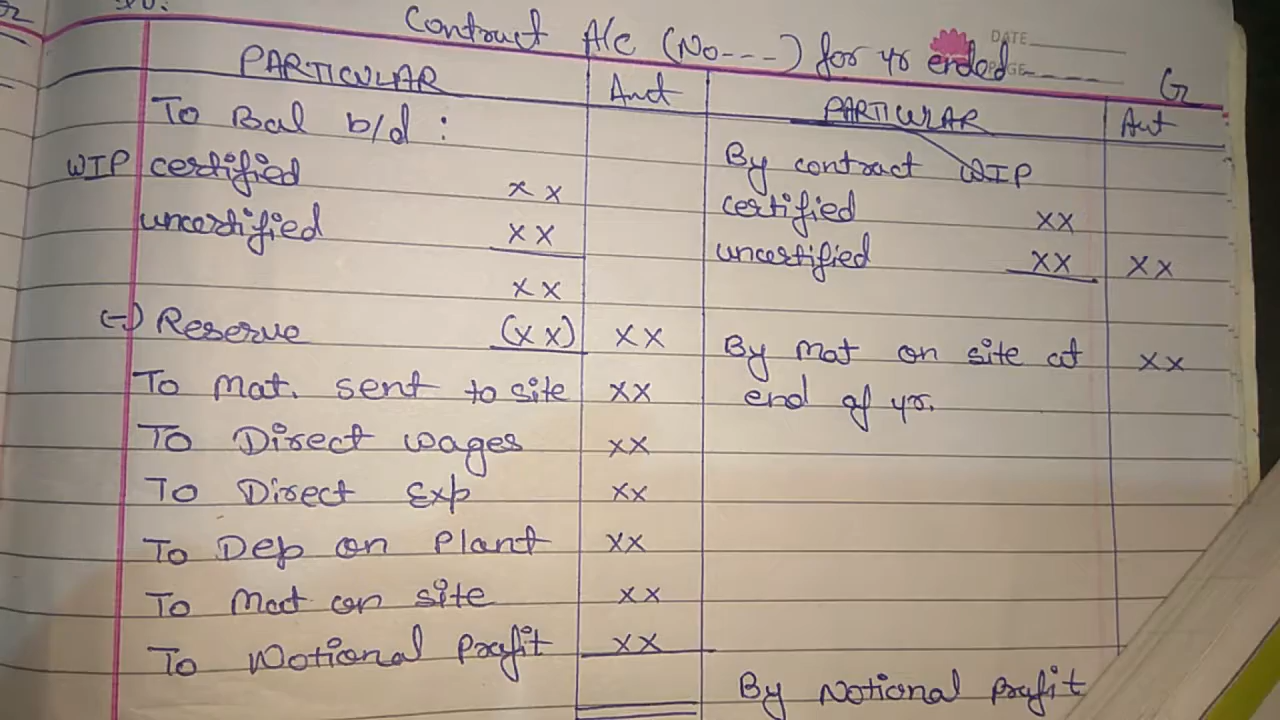 Contract A/c (No---) for yr ended-----
DATE
PAGE
PARTICULAR Amt PARTICULAR Amt
Cr
To Bal b/d :
By contract WIP
WIP certified xx
certified xx
uncertified xx
uncertified xx xx
xx
(-) Reserve (xx) xx
By Mat on site at xx
end of yr.
To Mat. sent to site xx
To Direct wages xx
To Direct Exp xx
To Dep on Plant xx
To Mat on site xx
To Notional Profit xx
By Notional Profit